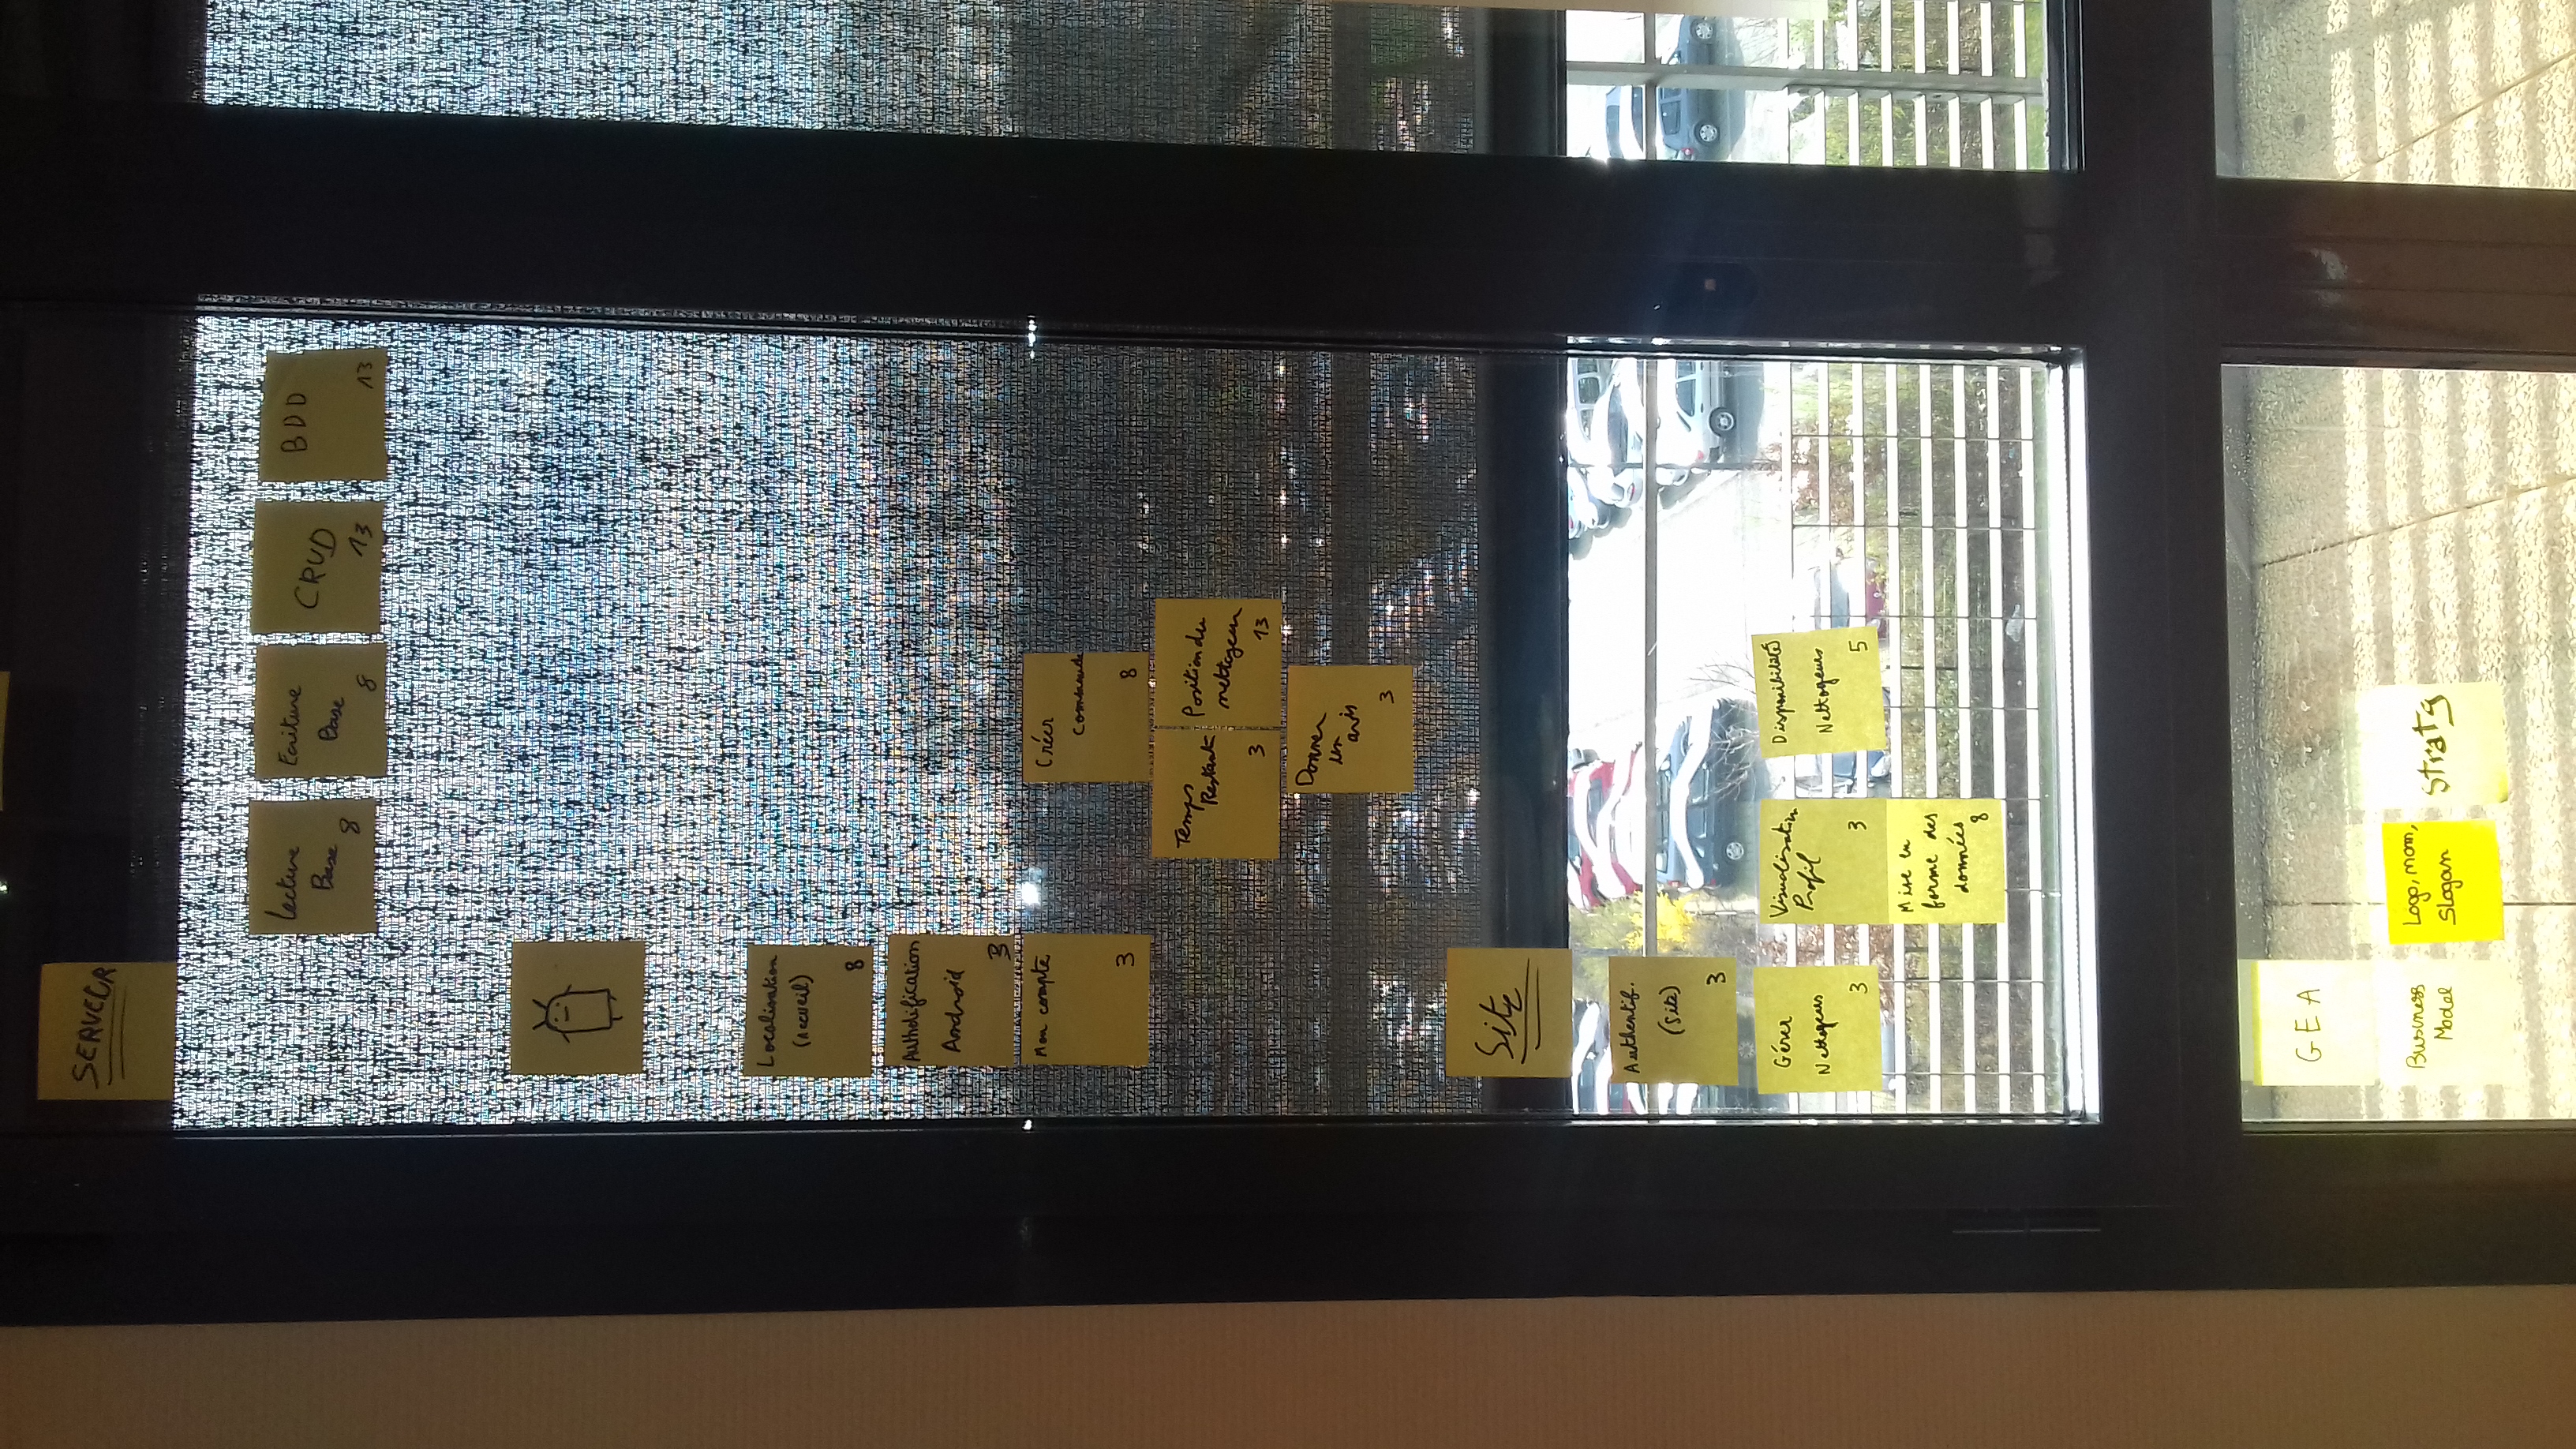 SERVEUR
Lecture
Base
8
Ecriture
Base
8
CRUD
13
BDD
13
Localisation
(Accueil)
8
Authetification
Android
3
Mon compte
3
Créer
Commande
8
Temps
Restant
3
Position du
nettoyeur
13
Donner
un
avis
3
Site
Authentif.
(Site)
3
Gérer
Nettoyeurs
3
Visualisation
Profil
3
Disponibilité
Nettoyeurs
5
Mise en
forme des
données
8
GEA
Business
Model
Logo, nom,
Slogan
Stratg